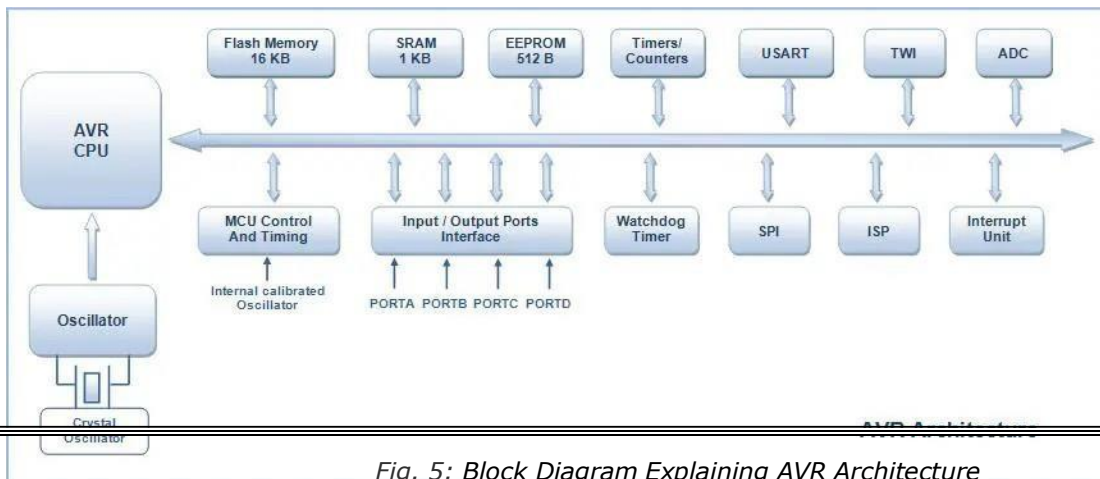 Flash Memory
16 KB
SRAM
1 KB
EEPROM
512 B
Timers/
Counters
USART
TWI
ADC
AVR
CPU
MCU Control
And Timing
Input / Output Ports
Interface
Watchdog
Timer
SPI
ISP
Interrupt
Unit
Internal calibrated
Oscillator
PORTA PORTB PORTC PORTD
Oscillator
Crystal
Oscillator
AVR Architecture
Fig. 5: Block Diagram Explaining AVR Architecture